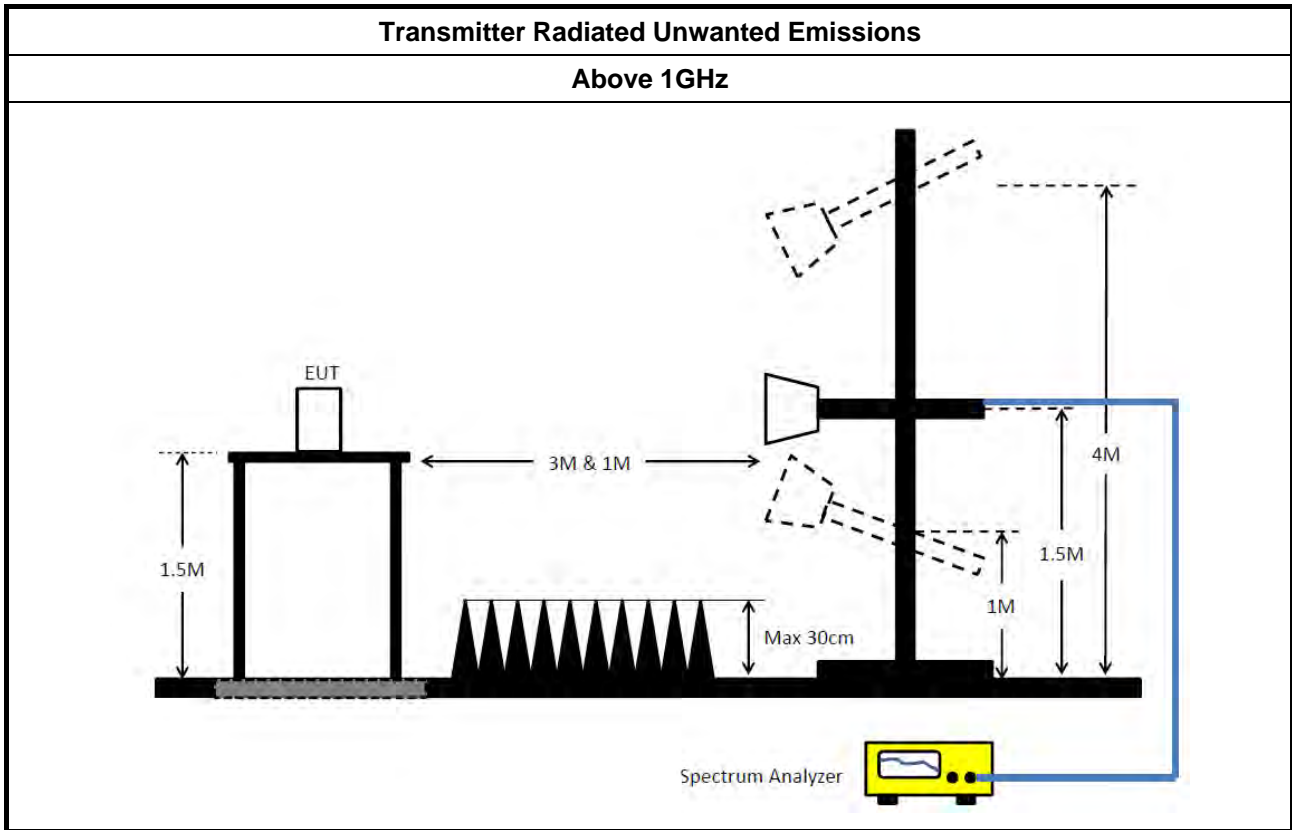 Transmitter Radiated Unwanted Emissions
Above 1GHz
EUT
3M & 1M
4M
1.5M
1.5M
1M
Max 30cm
Spectrum Analyzer